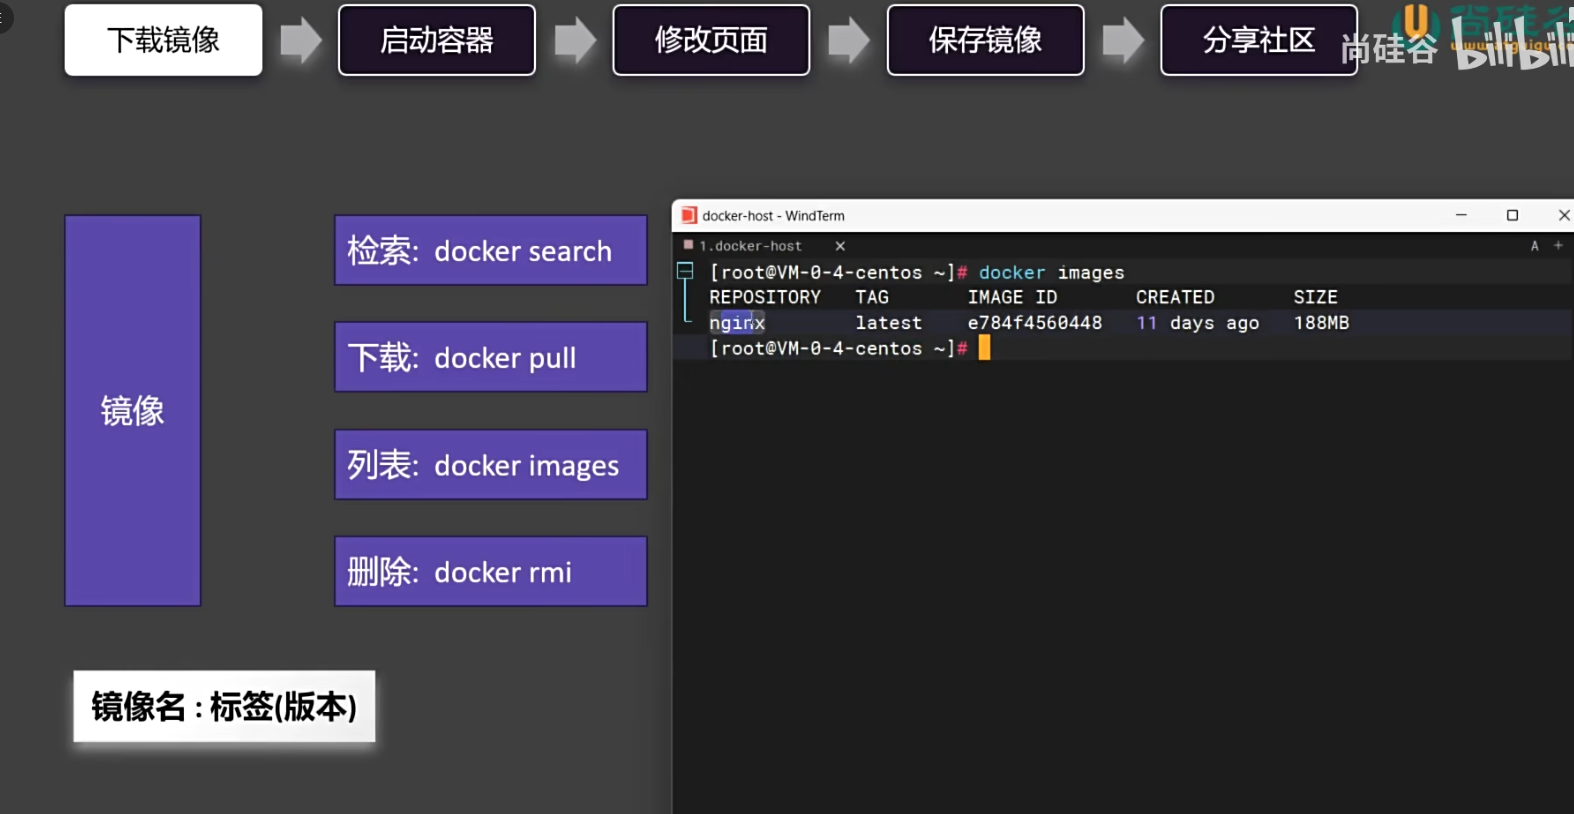 下载镜像
启动容器
修改页面
保存镜像
分享社区
尚硅谷
bilibili
镜像
检索: docker search
下载: docker pull
列表: docker images
删除: docker rmi
镜像名 : 标签(版本)
docker-host - WindTerm
1.docker-host
A +
[root@VM-0-4-centos ~]# docker images
REPOSITORY TAG IMAGE ID CREATED SIZE
nginx latest e784f4560448 11 days ago 188MB
[root@VM-0-4-centos ~]#